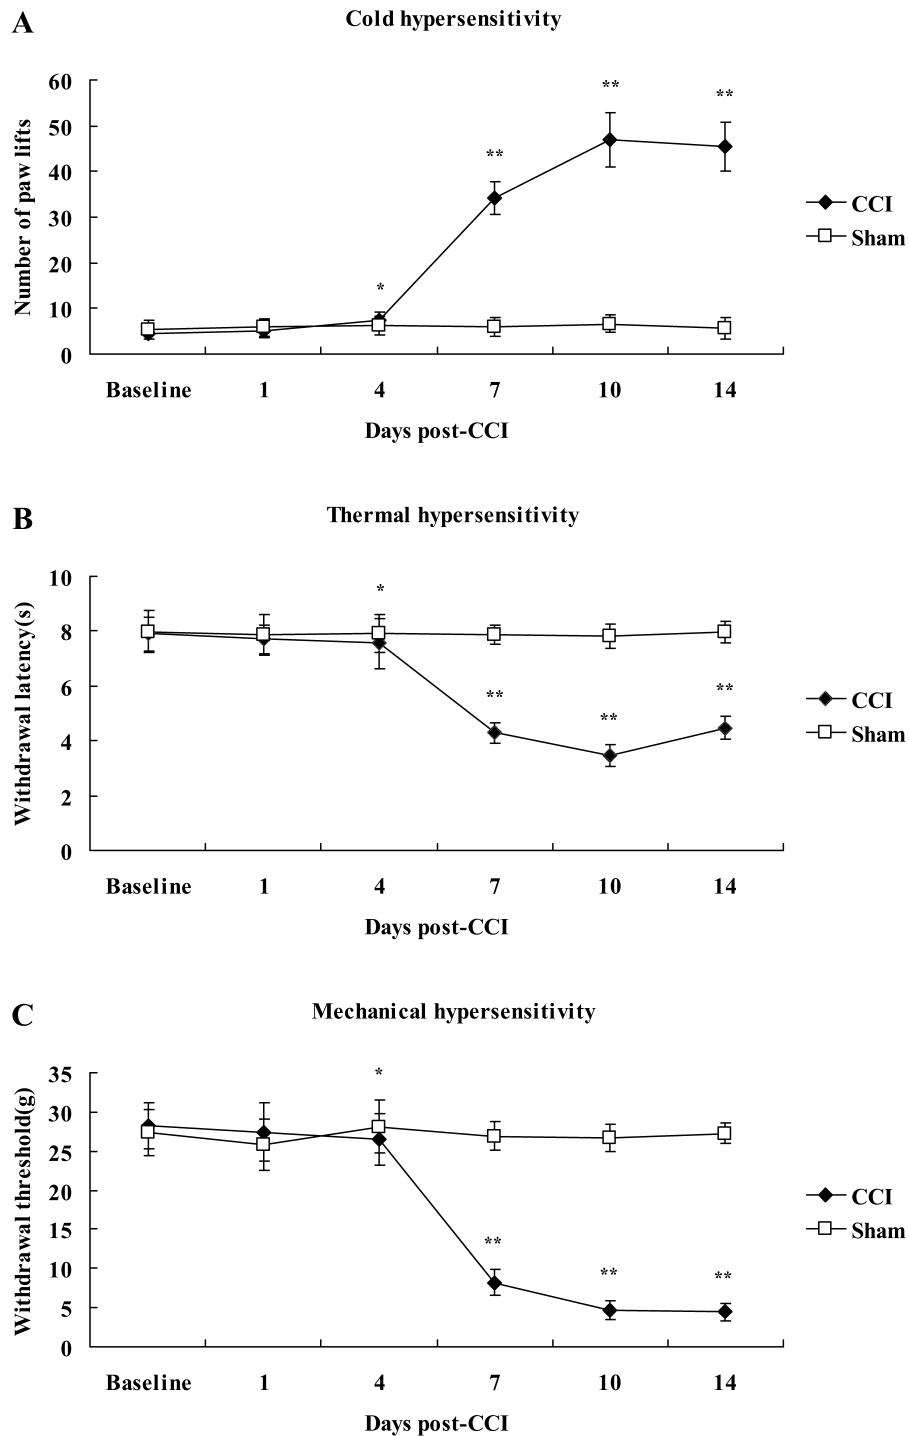 A
Cold hypersensitivity
Number of paw lifts
60
50
40
30
20
10
0
**
**
**
*
CCI
Sham
Baseline 1 4 7 10 14
Days post-CCI
B
Thermal hypersensitivity
Withdrawal latency(s)
10
8
6
4
2
0
*
**
**
**
CCI
Sham
Baseline 1 4 7 10 14
Days post-CCI
C
Mechanical hypersensitivity
Withdrawal threshold(g)
35
30
25
20
15
10
5
0
*
**
**
**
CCI
Sham
Baseline 1 4 7 10 14
Days post-CCI